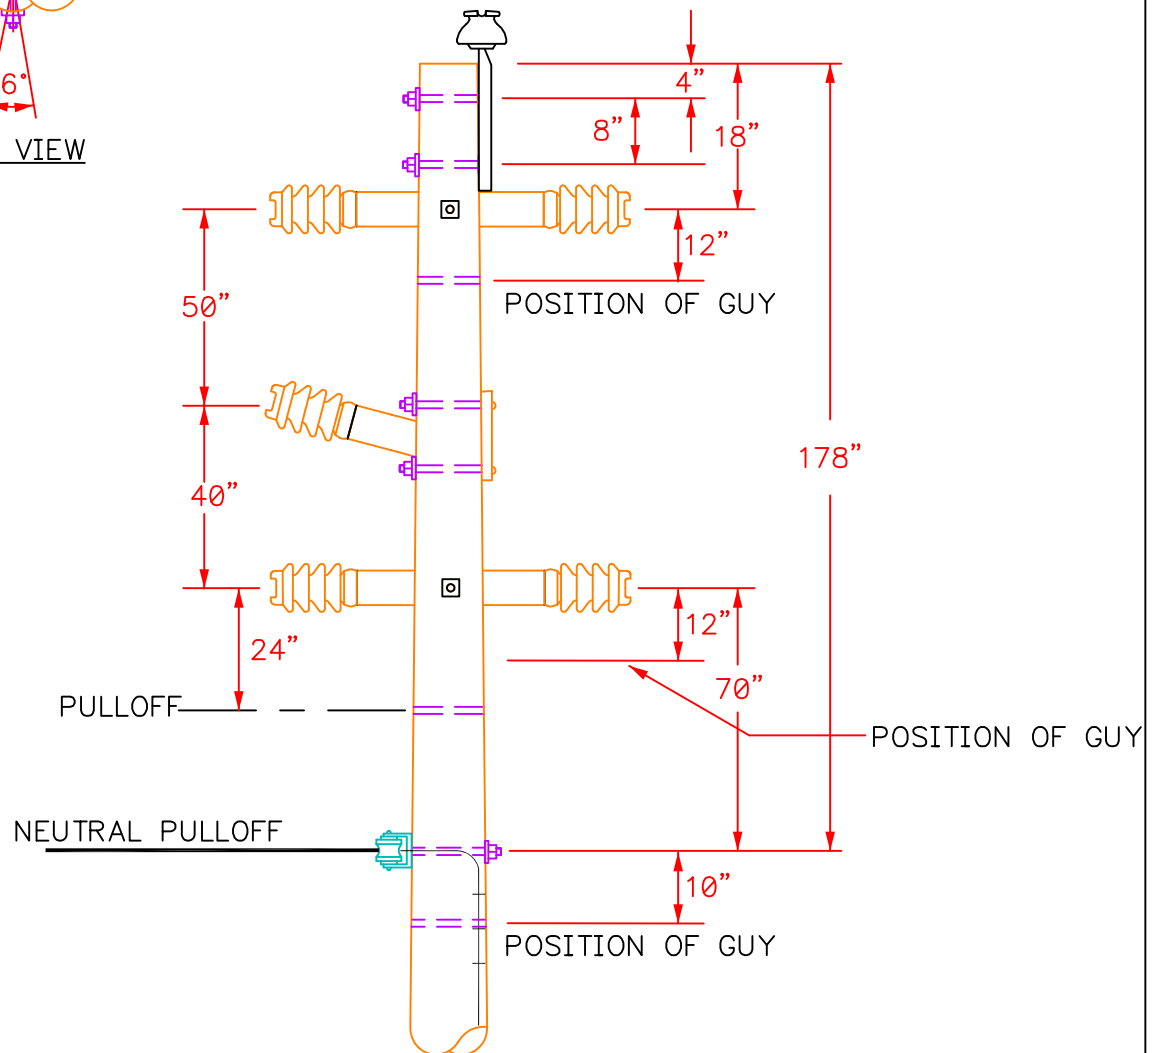 6°
VIEW
4”
8”
18”
12”
POSITION OF GUY
50”
178”
40”
12”
24”
70”
PULLOFF
POSITION OF GUY
NEUTRAL PULLOFF
10”
POSITION OF GUY